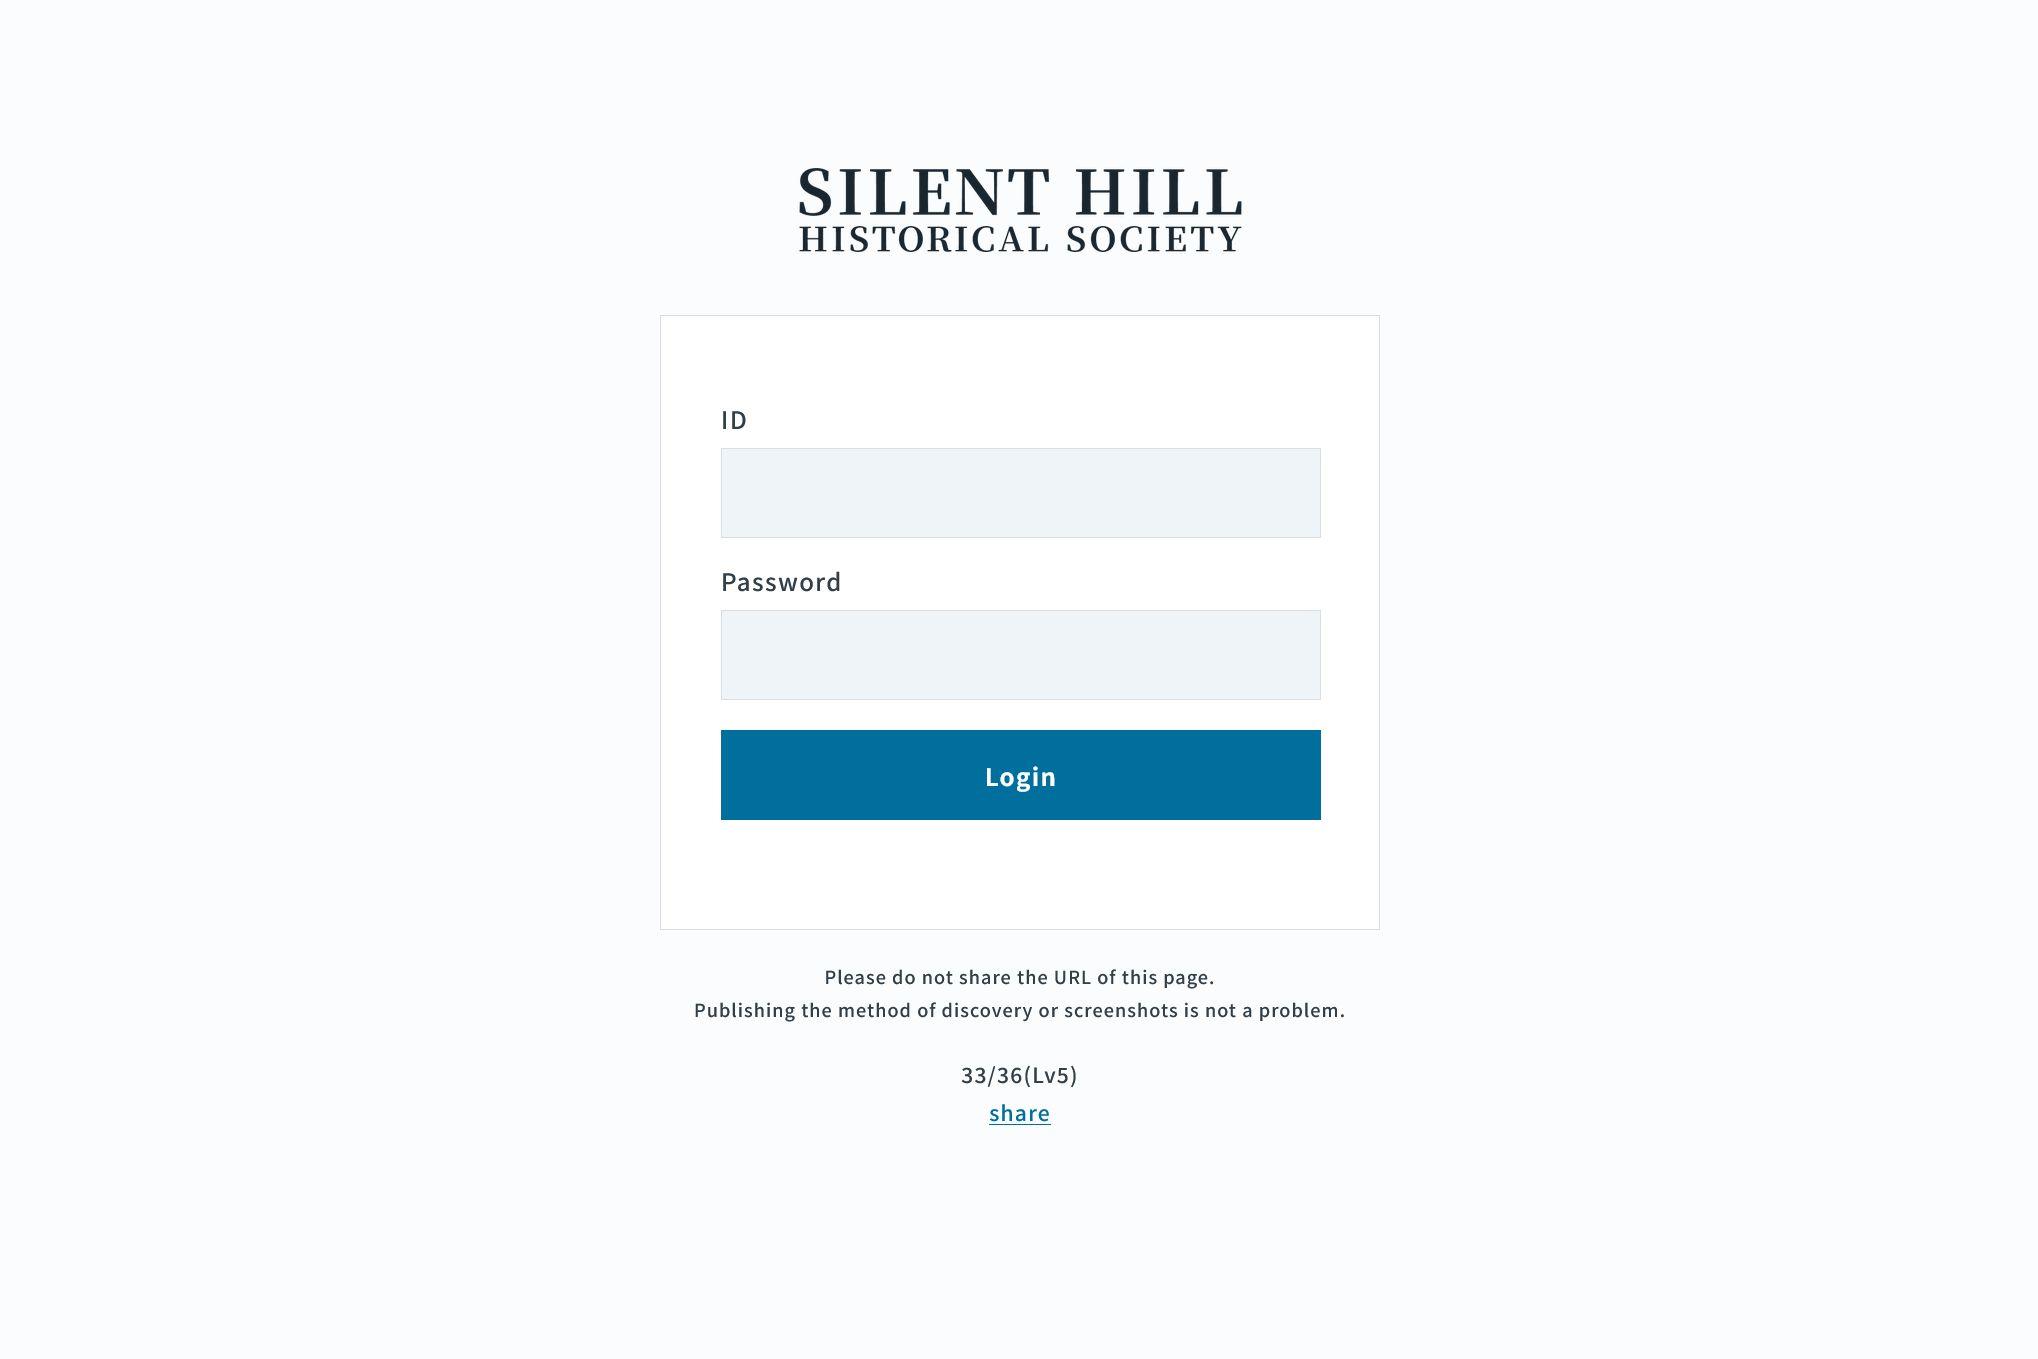 SILENT HILL
HISTORICAL SOCIETY
ID
Password
Login
Please do not share the URL of this page.
Publishing the method of discovery or screenshots is not a problem.
33/36(Lv5)
share